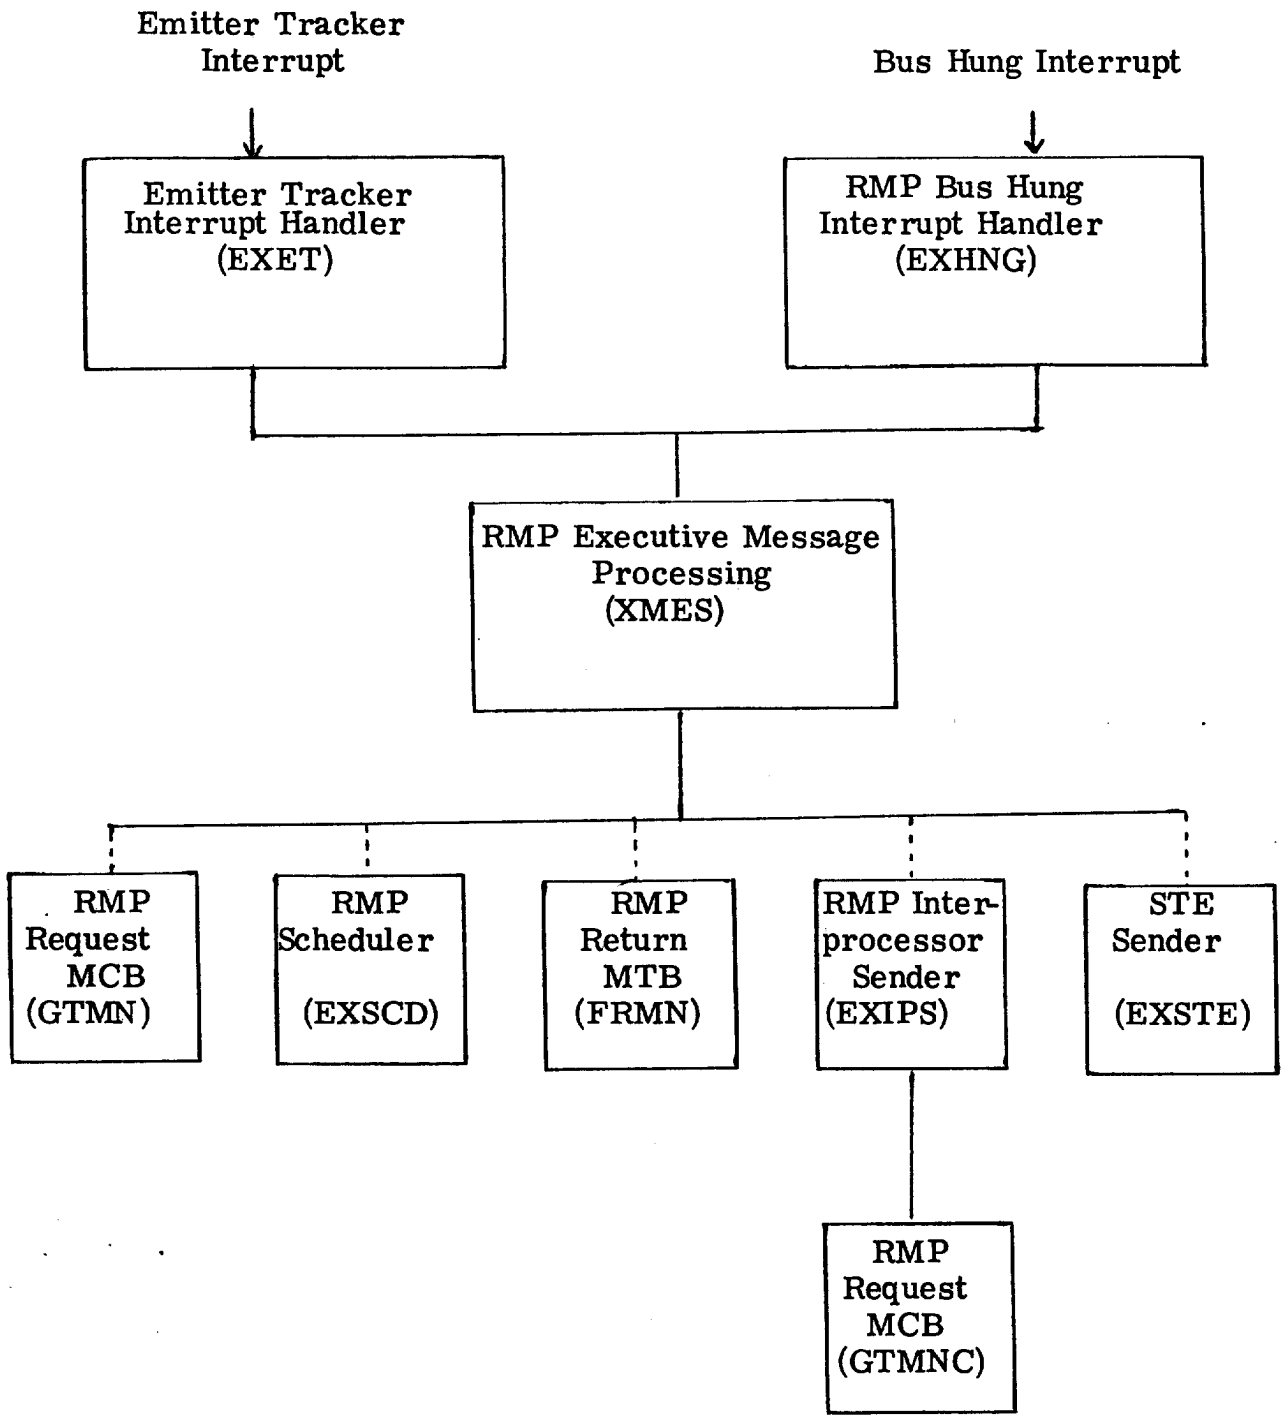 Emitter Tracker
Interrupt
Bus Hung Interrupt
Emitter Tracker
Interrupt Handler
(EXET)
RMP Bus Hung
Interrupt Handler
(EXHNG)
RMP Executive Message
Processing
(XMES)
RMP
Request
MCB
(GTMN)
RMP
Scheduler
(EXSCD)
RMP
Return
MTB
(FRMN)
RMP Inter-
processor
Sender
(EXIPS)
STE
Sender
(EXSTE)
RMP
Request
MCB
(GTMNC)